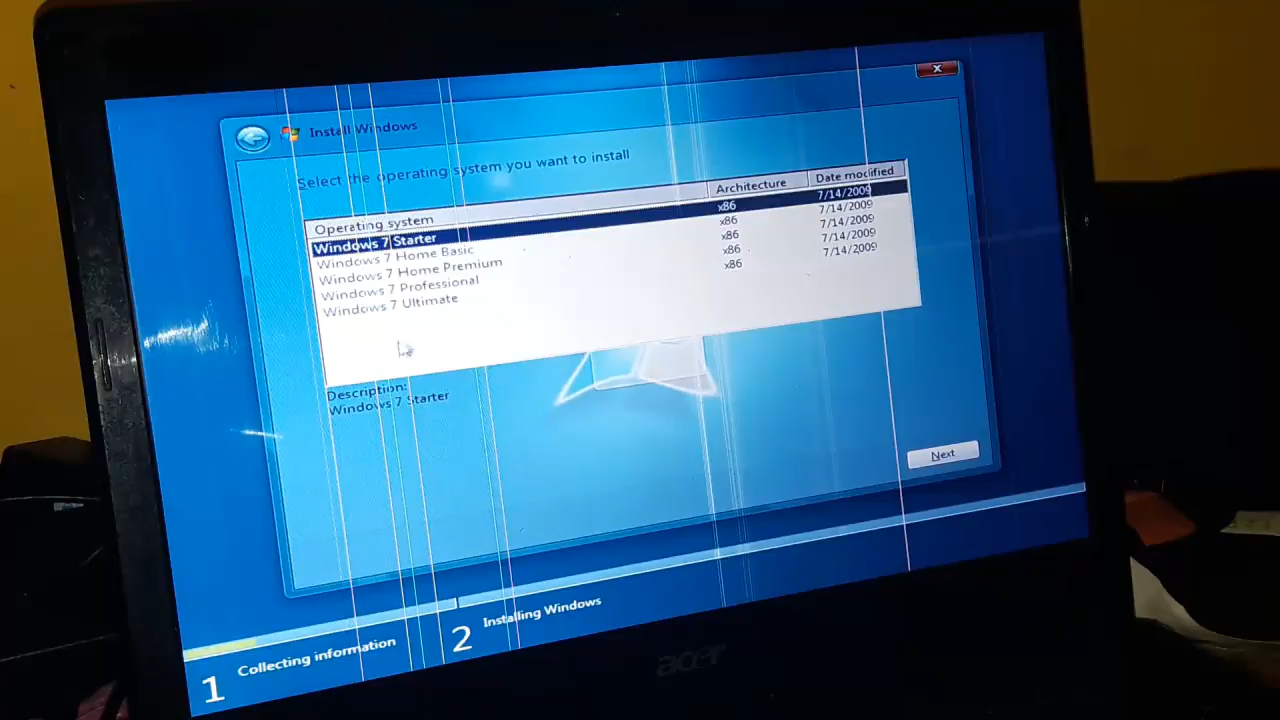 Install Windows
Select the operating system you want to install
Operating system Architecture Date modified
Windows 7 Starter x86 7/14/2009
Windows 7 Home Basic x86 7/14/2009
Windows 7 Home Premium x86 7/14/2009
Windows 7 Professional x86 7/14/2009
Windows 7 Ultimate x86 7/14/2009
Description:
Windows 7 Starter
Next
1 Collecting information
2 Installing Windows
acer